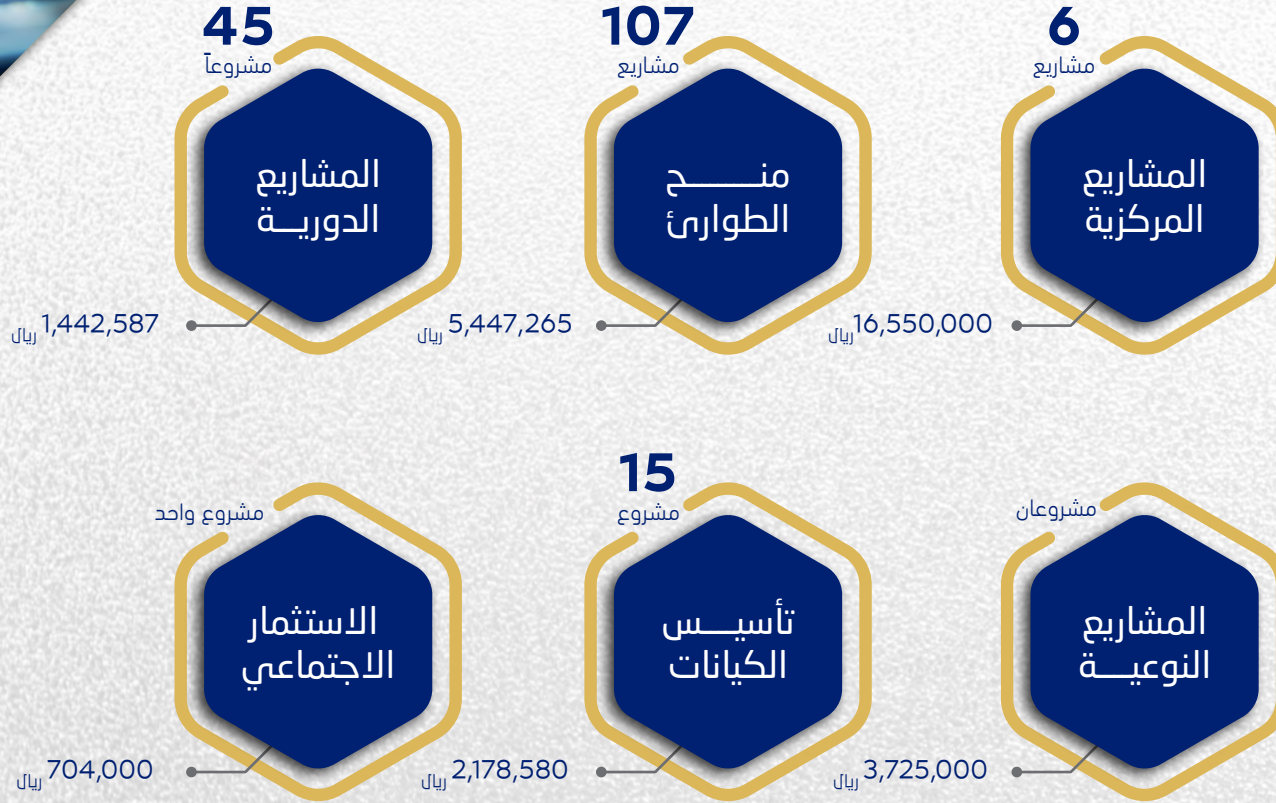 6
مشاريع
المشاريع
المركزية
16,550,000 ريال
107
مشاريع
منـــــح
الطوارئ
5,447,265 ريال
45
مشروعاً
المشاريع
الدوريـــة
1,442,587 ريال
مشروعان
المشاريع
النوعيـــة
3,725,000 ريال
15
مشروع
تأسيـــس
الكيانات
2,178,580 ريال
مشروع واحد
الاستثمار
الاجتماعي
704,000 ريال